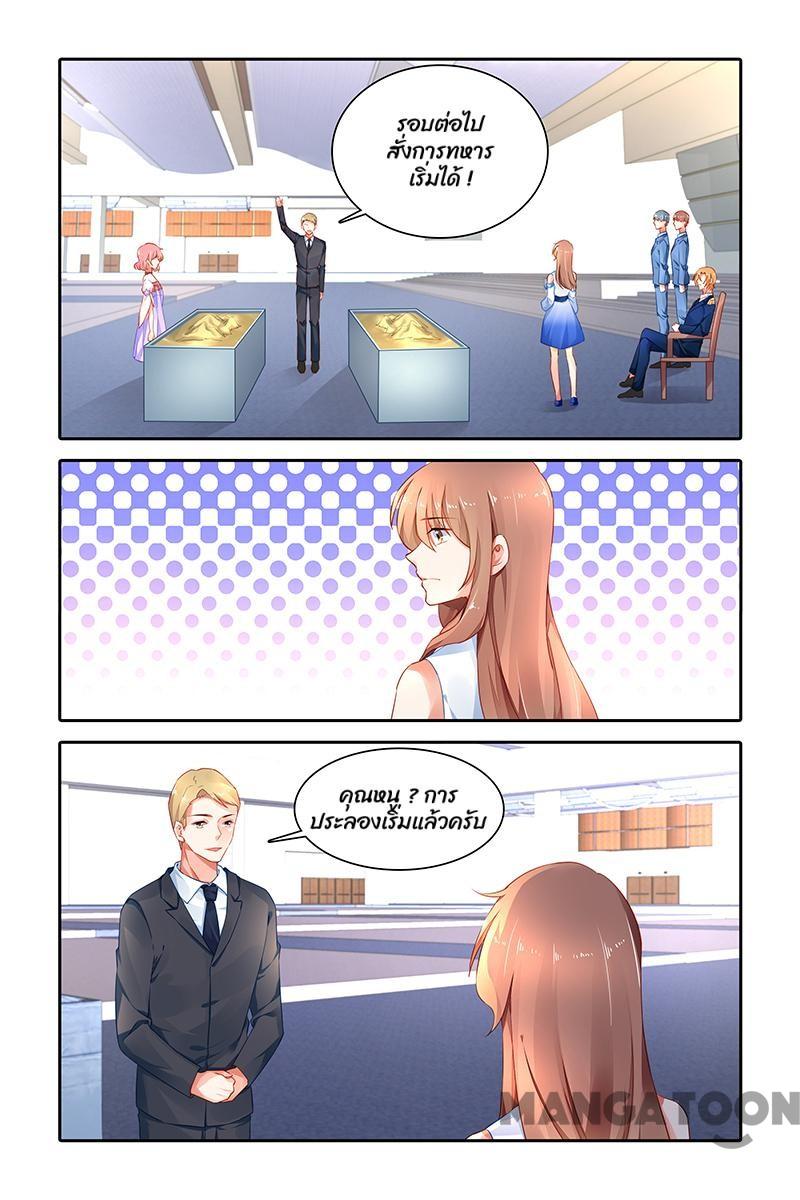 รอบต่อไป
สั่งการทหาร
เริ่มได้ !
คุณหนู ? การ
ประลองเริ่มแล้วครับ
MANGATOON